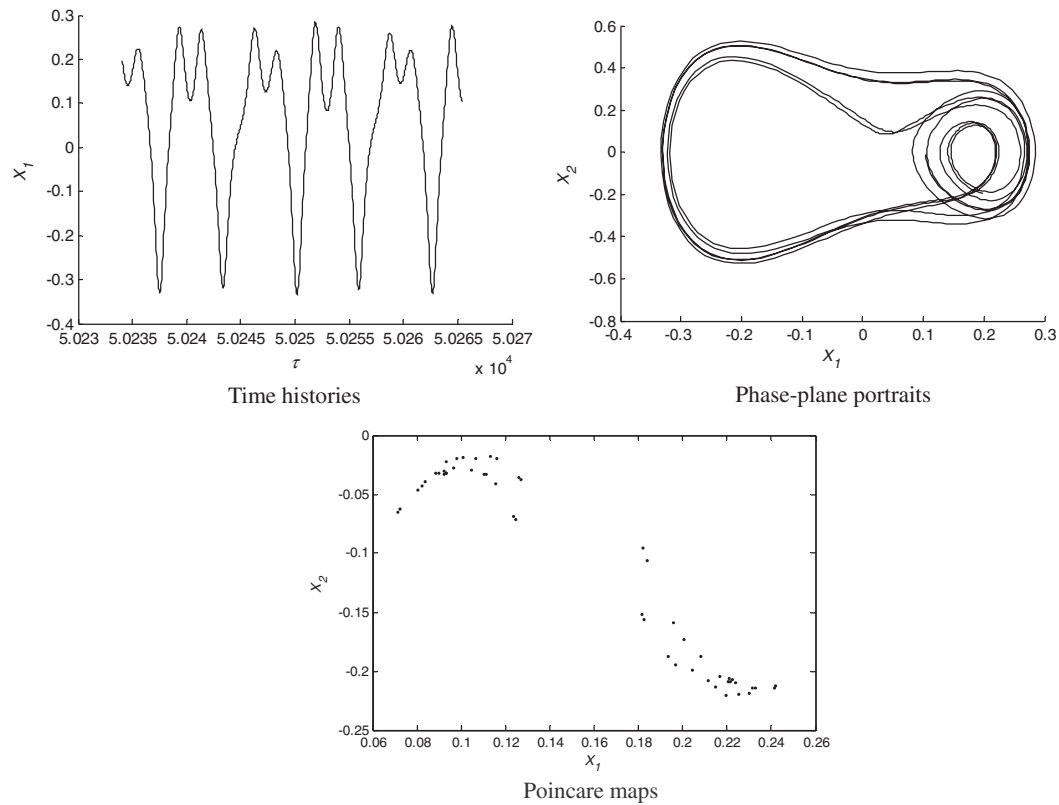 0.3
0.2
0.1
0
-0.1
-0.2
-0.3
-0.4
X1
5.023 5.0235 5.024 5.0245 5.025 5.0255 5.026 5.0265 5.027
τ
x 10^4
Time histories
0.6
0.4
0.2
0
-0.2
-0.4
-0.6
-0.8
X2
-0.4 -0.3 -0.2 -0.1 0 0.1 0.2 0.3
X1
Phase-plane portraits
0
-0.05
-0.1
-0.15
-0.2
-0.25
X2
0.06 0.08 0.1 0.12 0.14 0.16 0.18 0.2 0.22 0.24 0.26
X1
Poincare maps